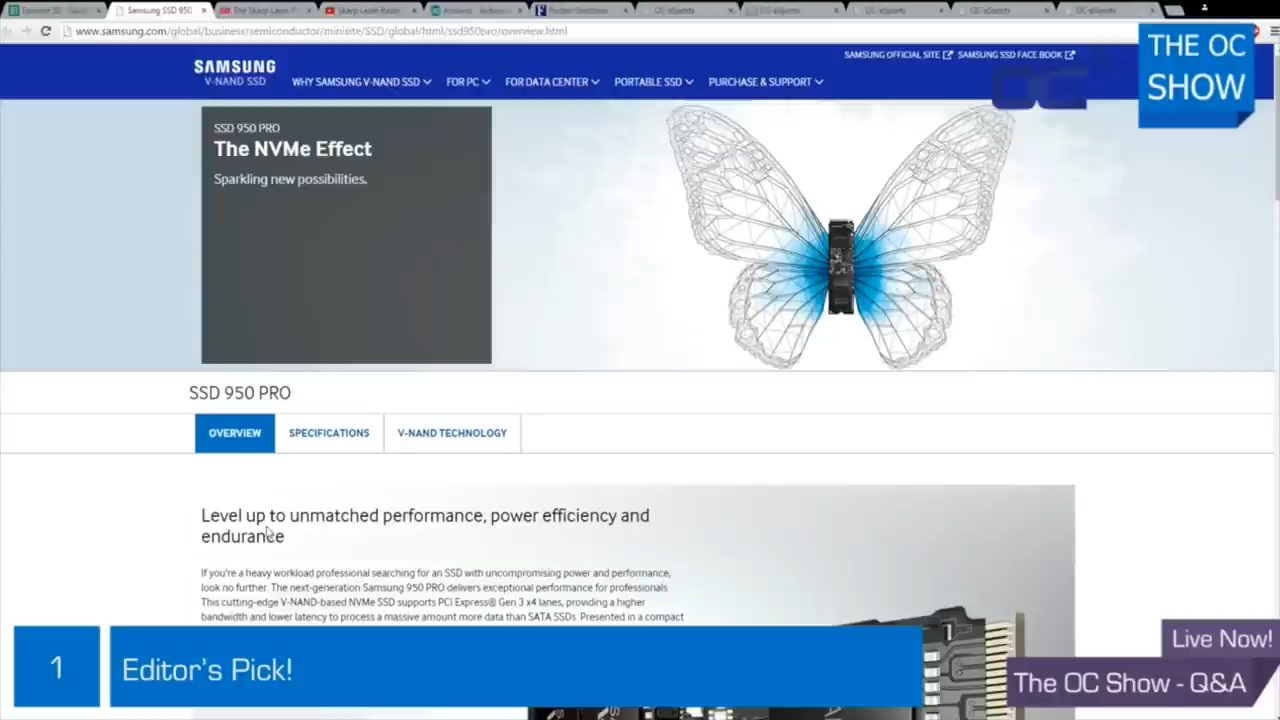 Samsung SSD 950
The Sharp Laser
www.samsung.com/global/business/semiconductor/minisite/SSD/global/html/ssd950pro/overview.html
SAMSUNG OFFICIAL SITE SAMSUNG SSD FACE BOOK
THE OC
SHOW
SAMSUNG
V-NAND SSD
WHY SAMSUNG V-NAND SSD FOR PC FOR DATA CENTER PORTABLE SSD PURCHASE & SUPPORT
SSD 950 PRO
The NVMe Effect
Sparkling new possibilities.
SSD 950 PRO
OVERVIEW SPECIFICATIONS V-NAND TECHNOLOGY
Level up to unmatched performance, power efficiency and
endurance
If you're a heavy workload professional searching for an SSD with uncompromising power and performance,
look no further. The next-generation Samsung 950 PRO delivers exceptional performance for professionals
This cutting-edge V-NAND-based NVMe SSD supports PCI Express® Gen 3 x4 lanes, providing a higher
bandwidth and lower latency to process a massive amount more data than SATA SSDs. Presented in a compact
1
Editor's Pick!
Live Now!
The OC Show - Q&A